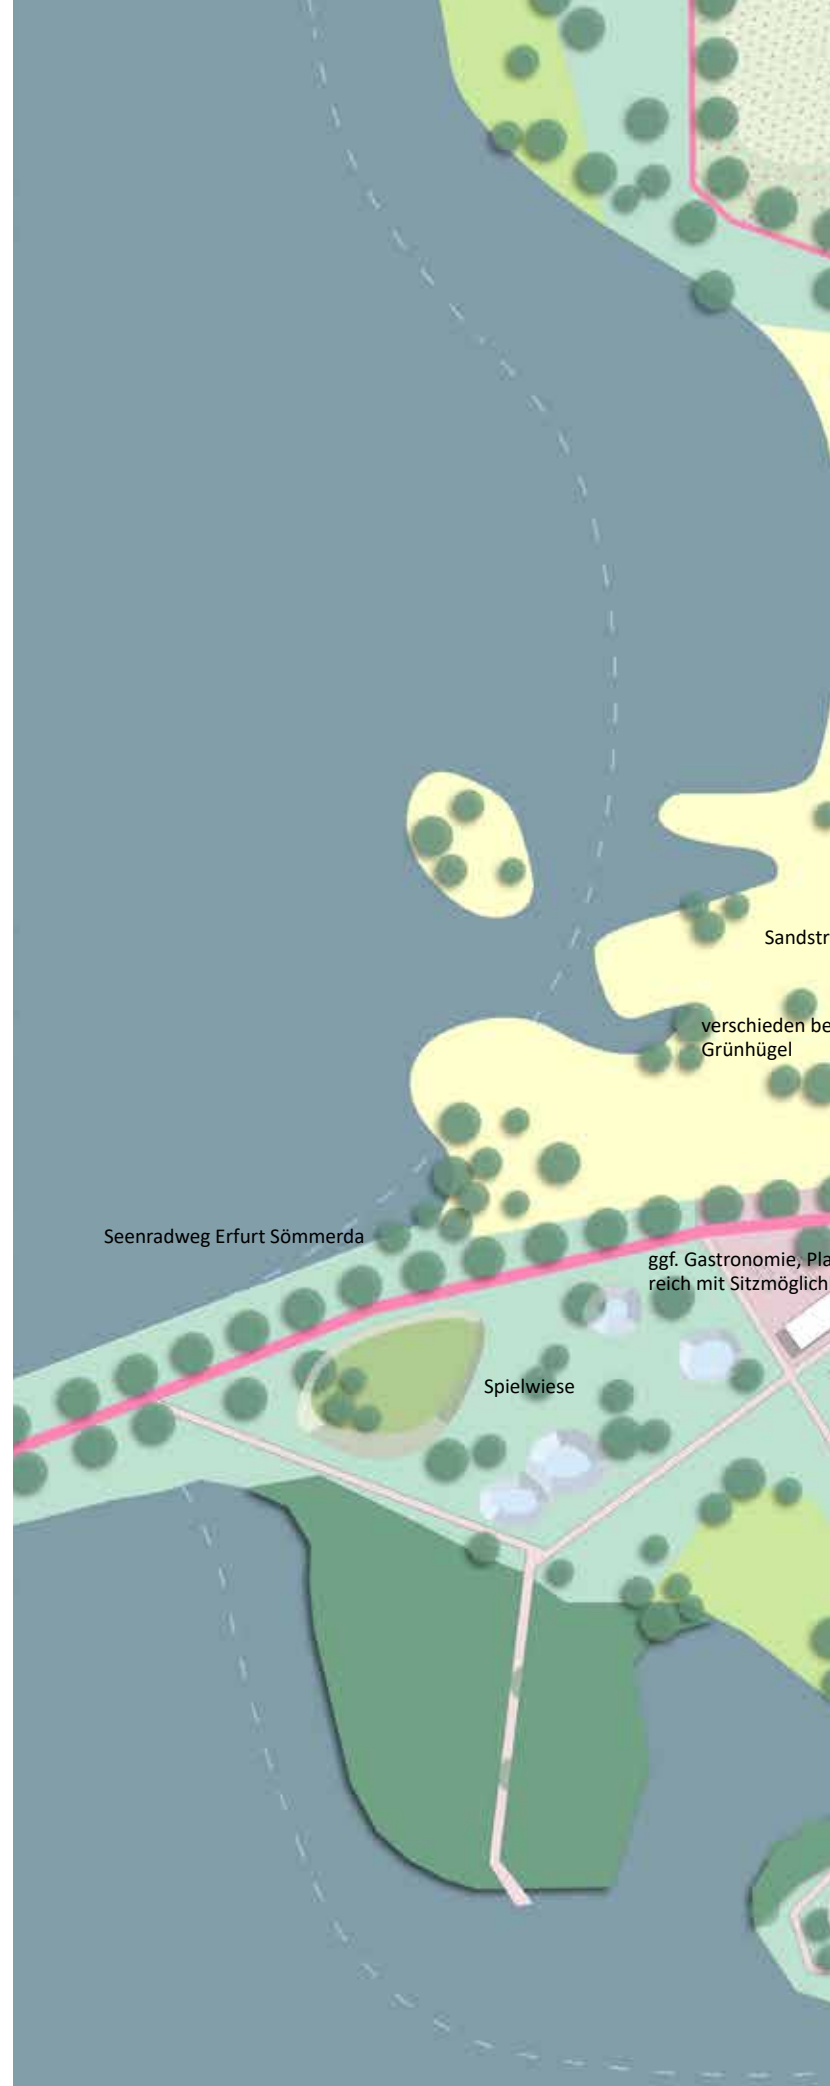 Sandstr
verschieden be
Grünhügel
Seenradweg Erfurt Sömmerda
ggf. Gastronomie, Pla
reich mit Sitzmöglich
Spielwiese